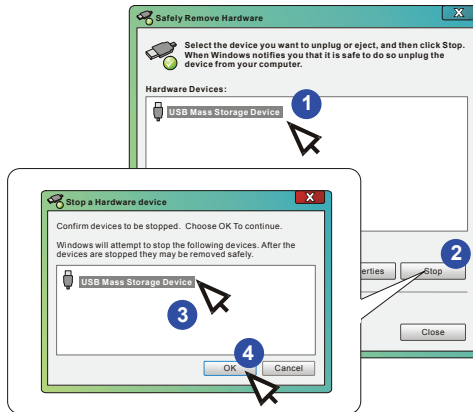 Safely Remove Hardware
X
Select the device you want to unplug or eject, and then click Stop.
When Windows notifies you that it is safe to do so unplug the
device from your computer.
Hardware Devices:
USB Mass Storage Device
1
erties
Stop
2
Close
Stop a Hardware device
X
Confirm devices to be stopped. Choose OK To continue.
Windows will attempt to stop the following devices. After the
devices are stopped they may be removed safely.
USB Mass Storage Device
3
4
OK
Cancel